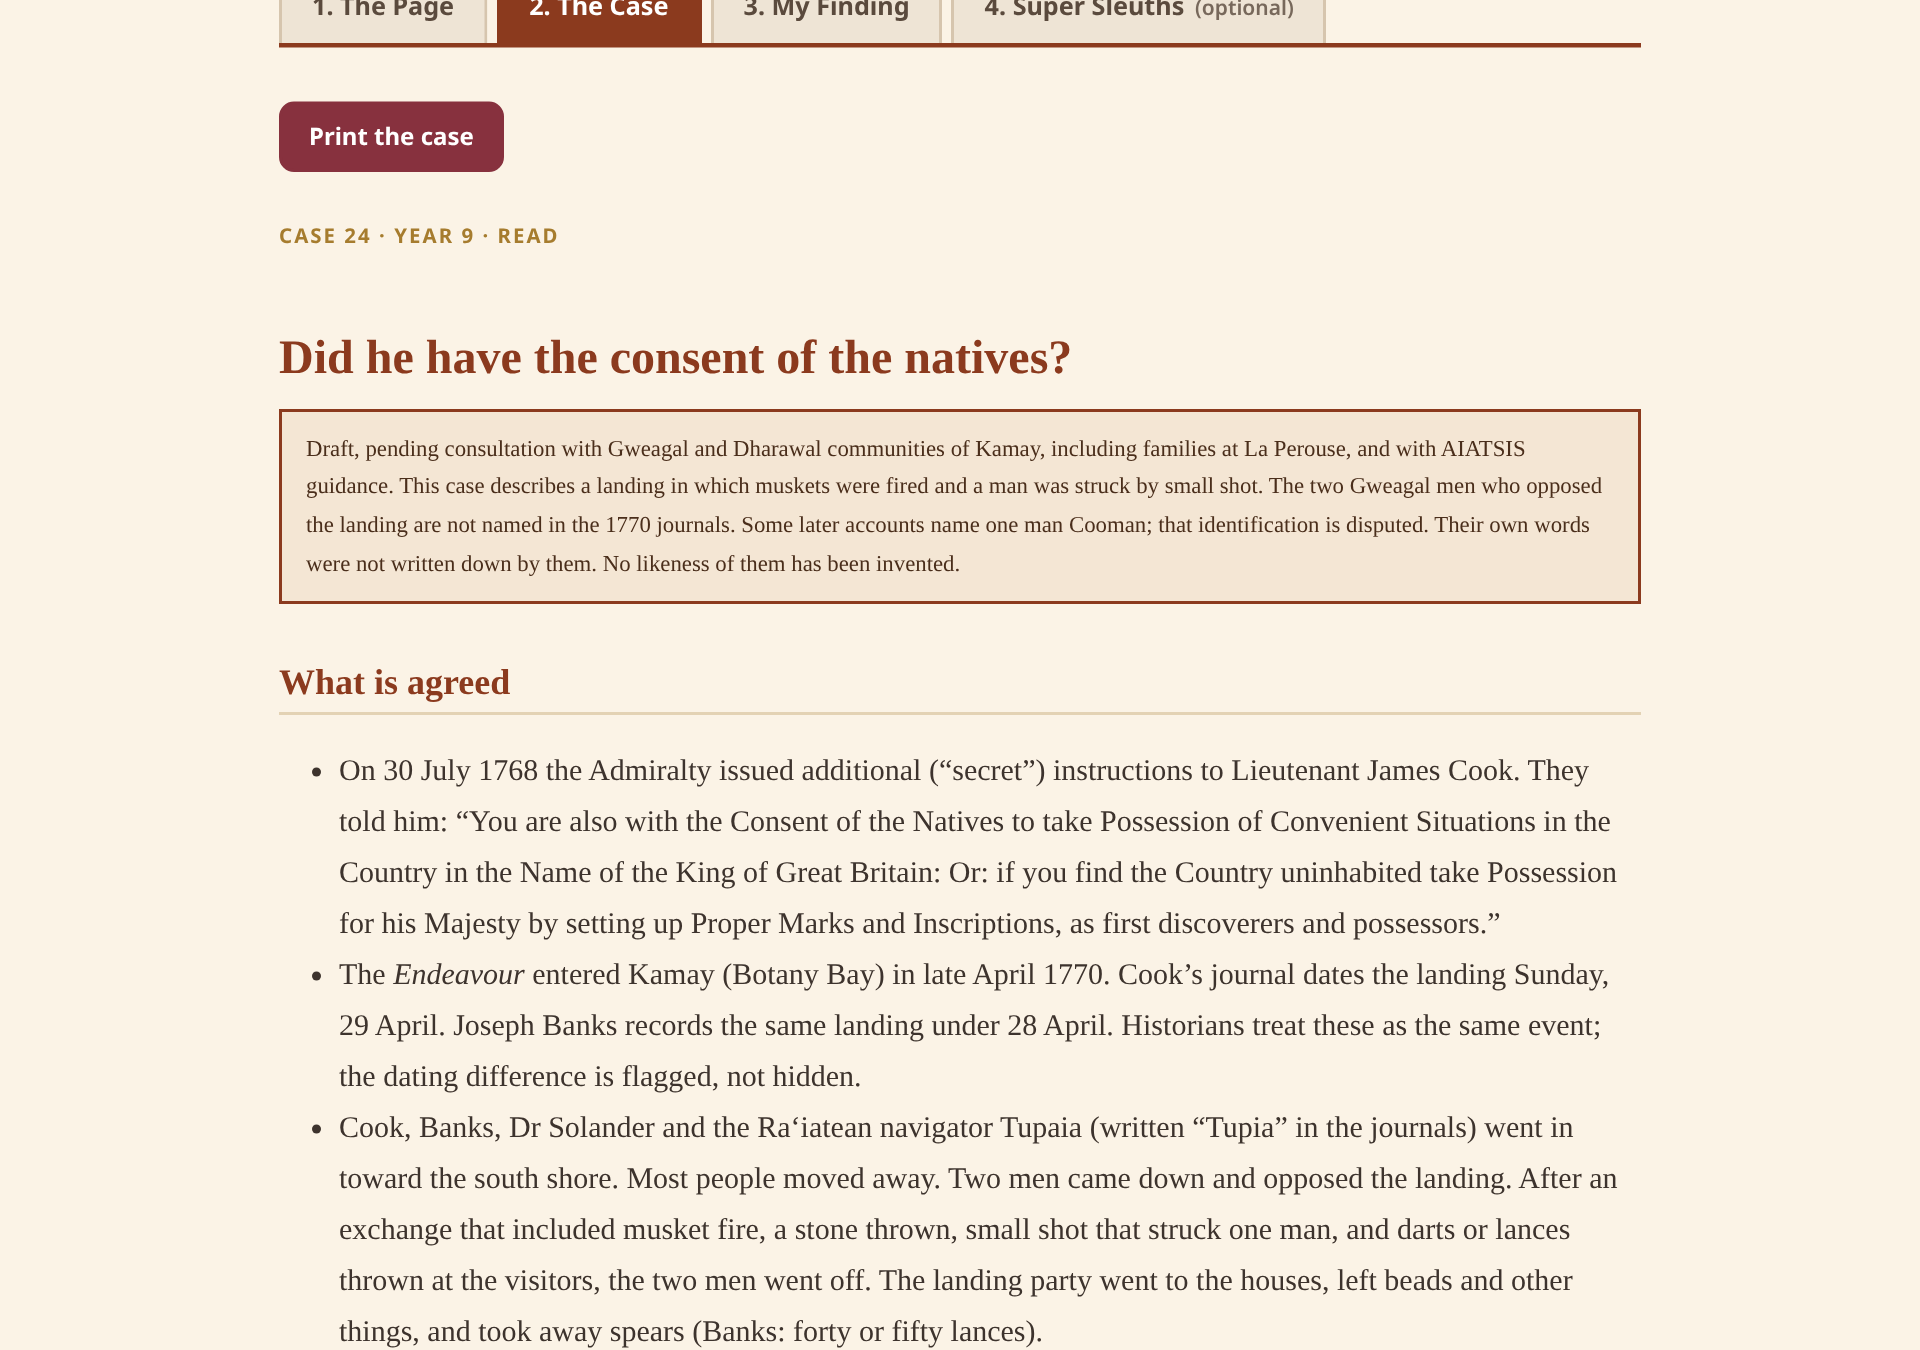 1. The Page
2. The Case
3. My Finding
4. Super Sleuths (optional)
Print the case
CASE 24 · YEAR 9 · READ
Did he have the consent of the natives?
Draft, pending consultation with Gweagal and Dharawal communities of Kamay, including families at La Perouse, and with AIATSIS
guidance. This case describes a landing in which muskets were fired and a man was struck by small shot. The two Gweagal men who opposed
the landing are not named in the 1770 journals. Some later accounts name one man Cooman; that identification is disputed. Their own words
were not written down by them. No likeness of them has been invented.
What is agreed
• On 30 July 1768 the Admiralty issued additional (“secret”) instructions to Lieutenant James Cook. They
told him: “You are also with the Consent of the Natives to take Possession of Convenient Situations in the
Country in the Name of the King of Great Britain: Or: if you find the Country uninhabited take Possession
for his Majesty by setting up Proper Marks and Inscriptions, as first discoverers and possessors.”
• The Endeavour entered Kamay (Botany Bay) in late April 1770. Cook’s journal dates the landing Sunday,
29 April. Joseph Banks records the same landing under 28 April. Historians treat these as the same event;
the dating difference is flagged, not hidden.
• Cook, Banks, Dr Solander and the Ra‘iatean navigator Tupaia (written “Tupia” in the journals) went in
toward the south shore. Most people moved away. Two men came down and opposed the landing. After an
exchange that included musket fire, a stone thrown, small shot that struck one man, and darts or lances
thrown at the visitors, the two men went off. The landing party went to the houses, left beads and other
things, and took away spears (Banks: forty or fifty lances).